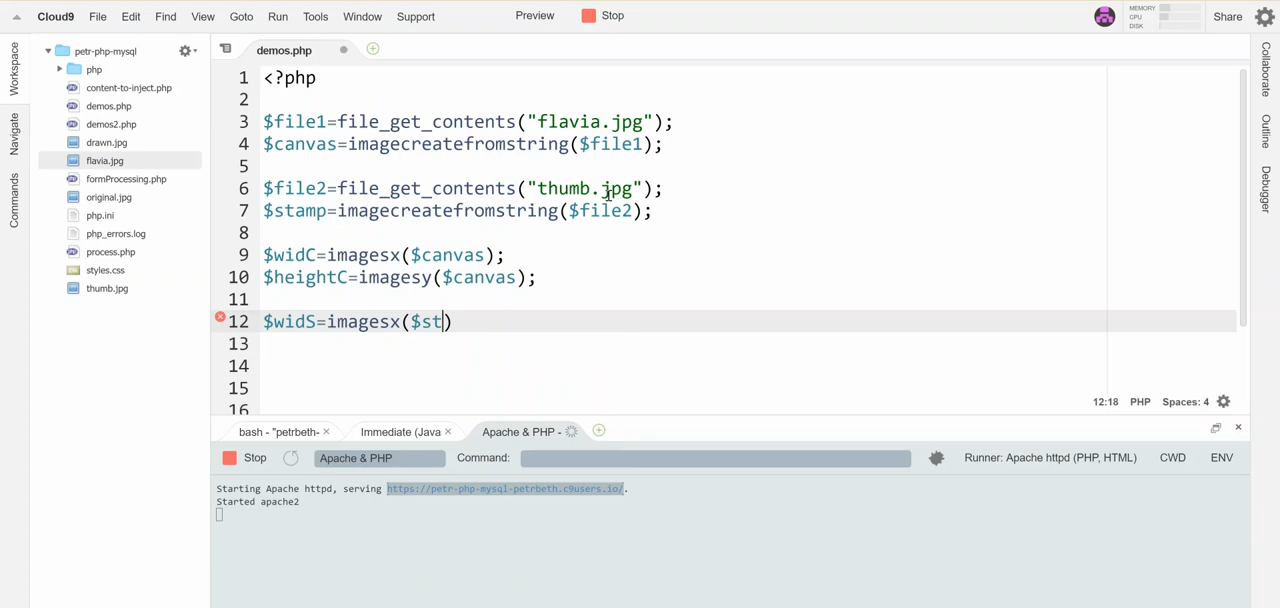 Cloud9 File Edit Find View Goto Run Tools Window Support Preview Stop MEMORY CPU DISK Share
Workspace
Navigate
Commands
petr-php-mysql
php
content-to-inject.php
demos.php
demos2.php
drawn.jpg
flavia.jpg
formProcessing.php
original.jpg
php.ini
php_errors.log
process.php
styles.css
thumb.jpg
demos.php
1 <?php
2
3 $file1=file_get_contents("flavia.jpg");
4 $canvas=imagecreatefromstring($file1);
5
6 $file2=file_get_contents("thumb.jpg");
7 $stamp=imagecreatefromstring($file2);
8
9 $widC=imagesx($canvas);
10 $heightC=imagesy($canvas);
11
12 $widS=imagesx($st)
13
14
15
16
12:18 PHP Spaces: 4
Collaborate
Outline
Debugger
bash - "petrbeth- × Immediate (Java × Apache & PHP -
Stop Apache & PHP Command: Runner: Apache httpd (PHP, HTML) CWD ENV
Starting Apache httpd, serving https://petr-php-mysql-petrbeth.c9users.io/.
Started apache2